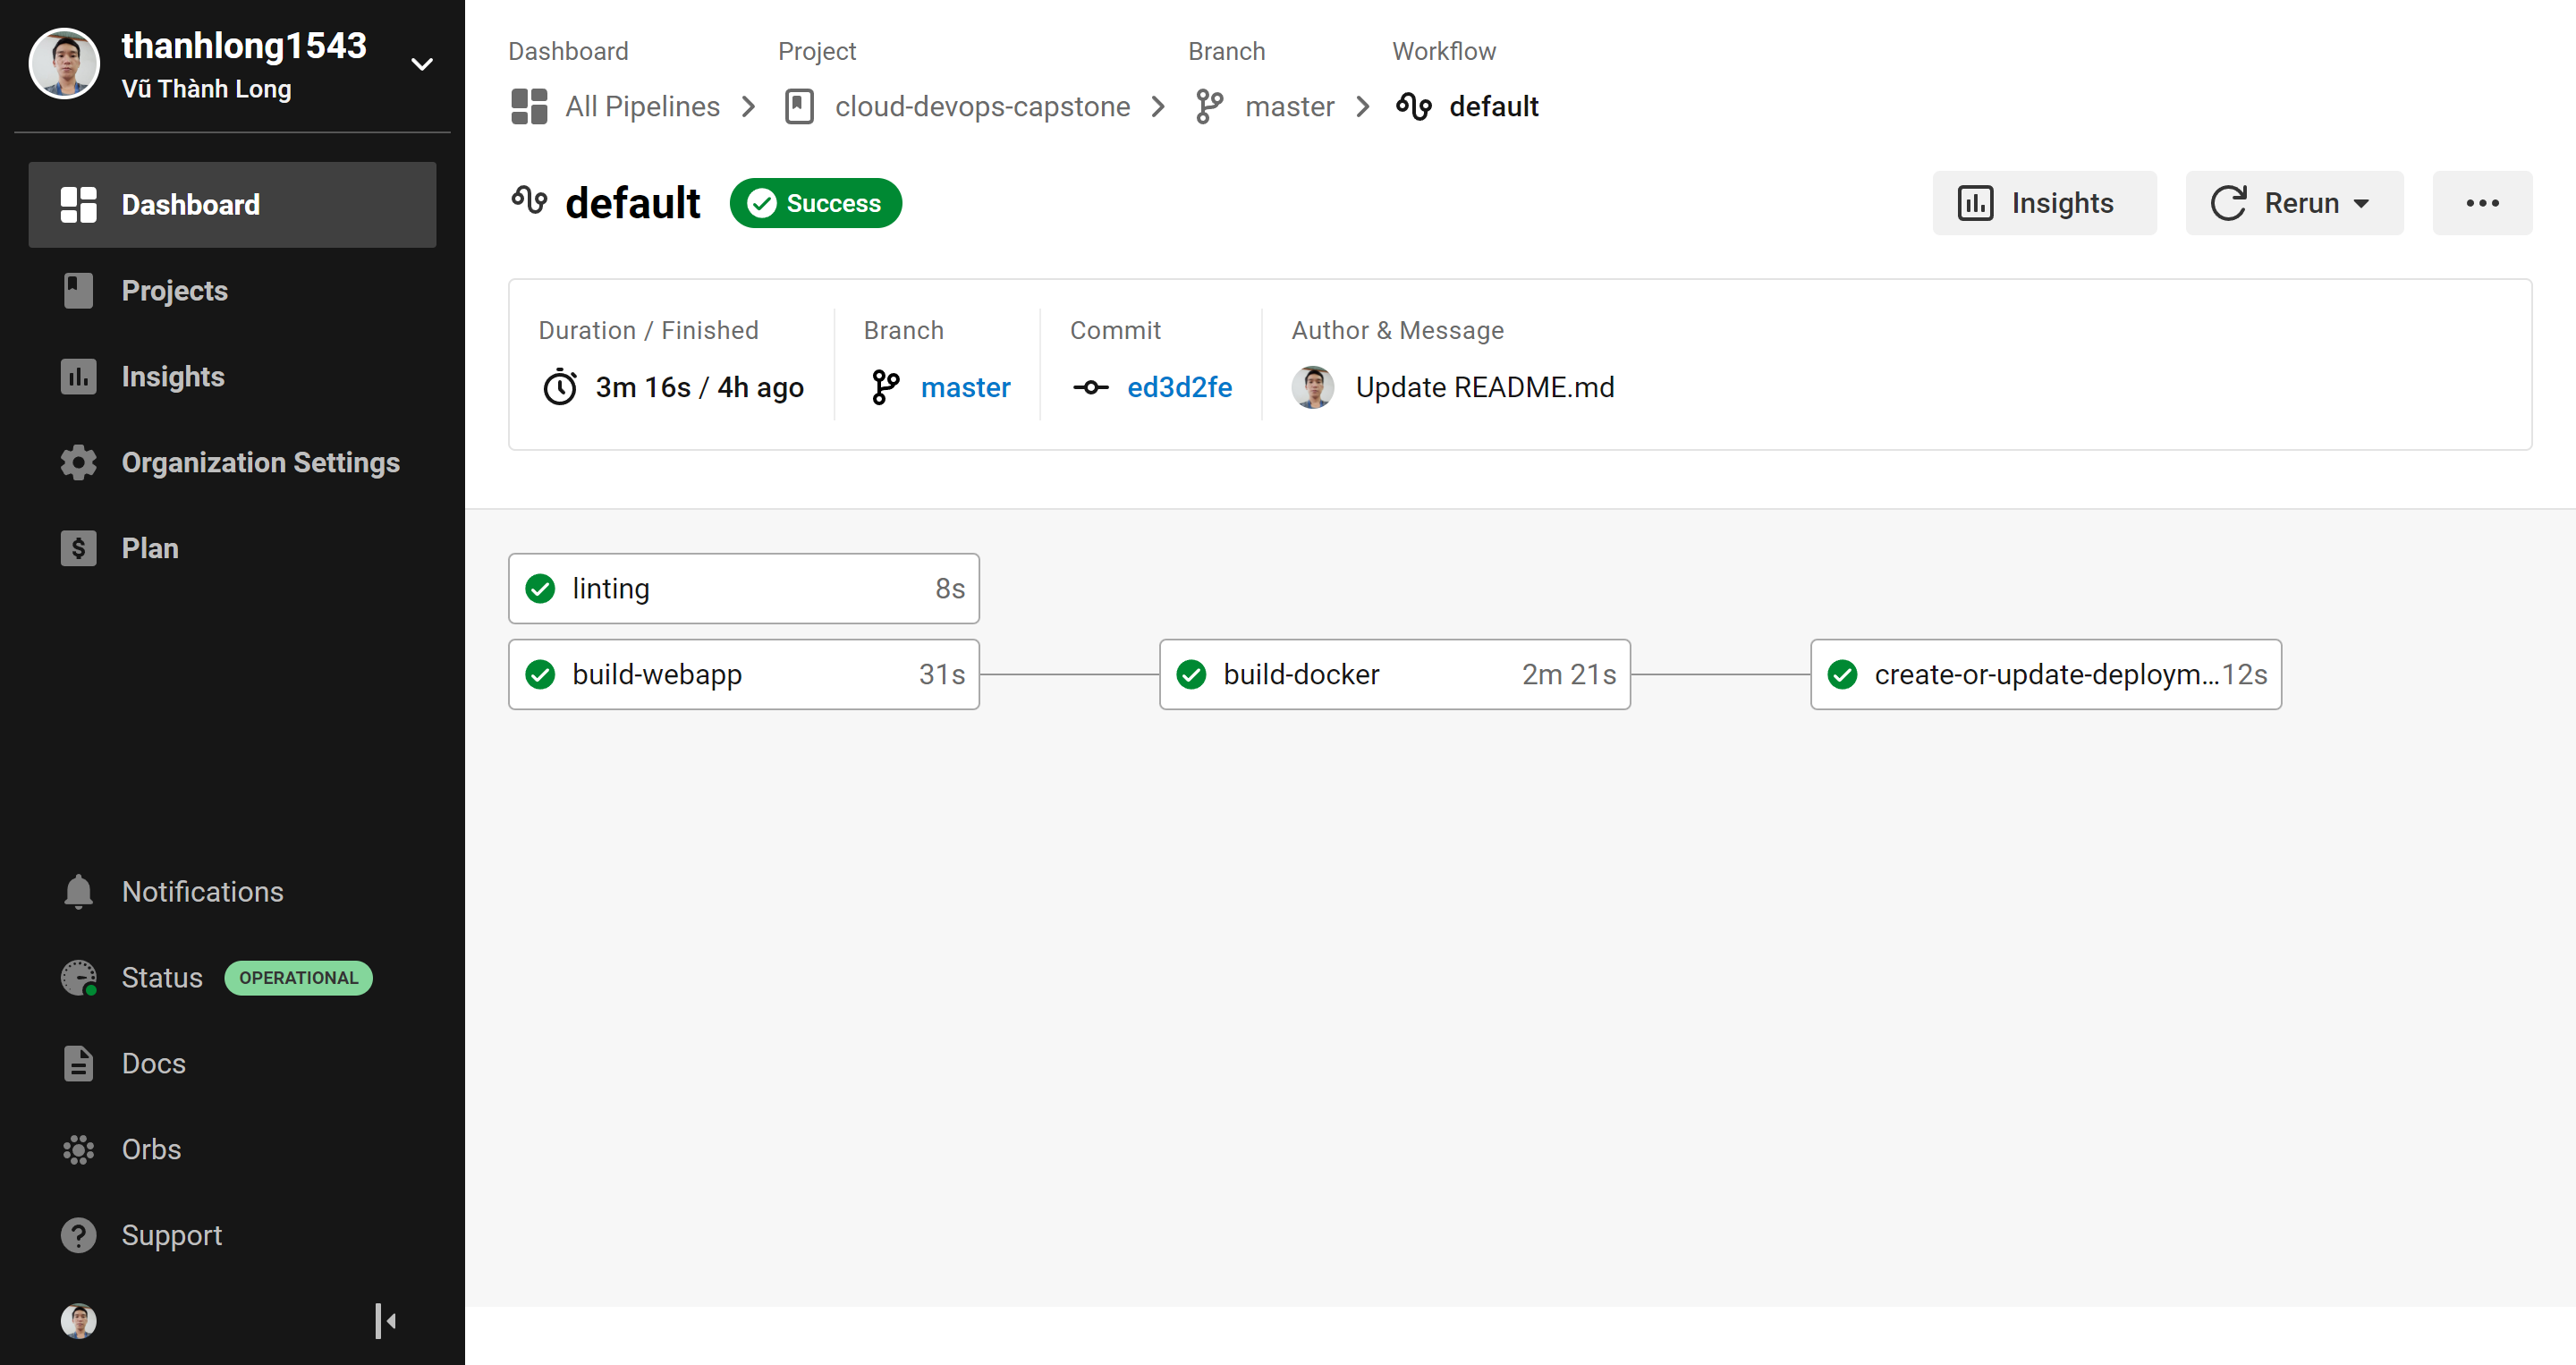 thanhlong1543
Vũ Thành Long
Dashboard
Projects
Insights
Organization Settings
Plan
Notifications
Status OPERATIONAL
Docs
Orbs
Support
Dashboard Project Branch Workflow
All Pipelines cloud-devops-capstone master default
default Success Insights Rerun
Duration / Finished Branch Commit Author & Message
3m 16s / 4h ago master ed3d2fe Update README.md
linting 8s
build-webapp 31s build-docker 2m 21s create-or-update-deploym...12s